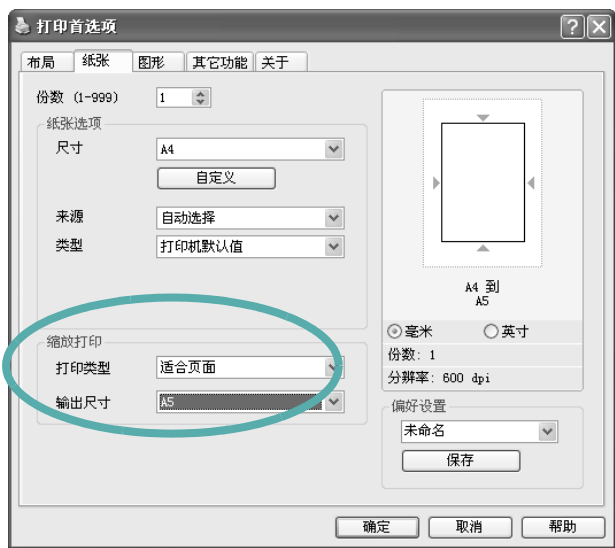 打印首选项
布局 纸张 图形 其它功能 关于
份数 (1-999) 1
纸张选项
尺寸 A4
自定义
来源 自动选择
类型 打印机默认值
缩放打印
打印类型 适合页面
输出尺寸 A5
A4 到
A5
毫米 英寸
份数: 1
分辨率: 600 dpi
偏好设置
未命名
保存
确定 取消 帮助